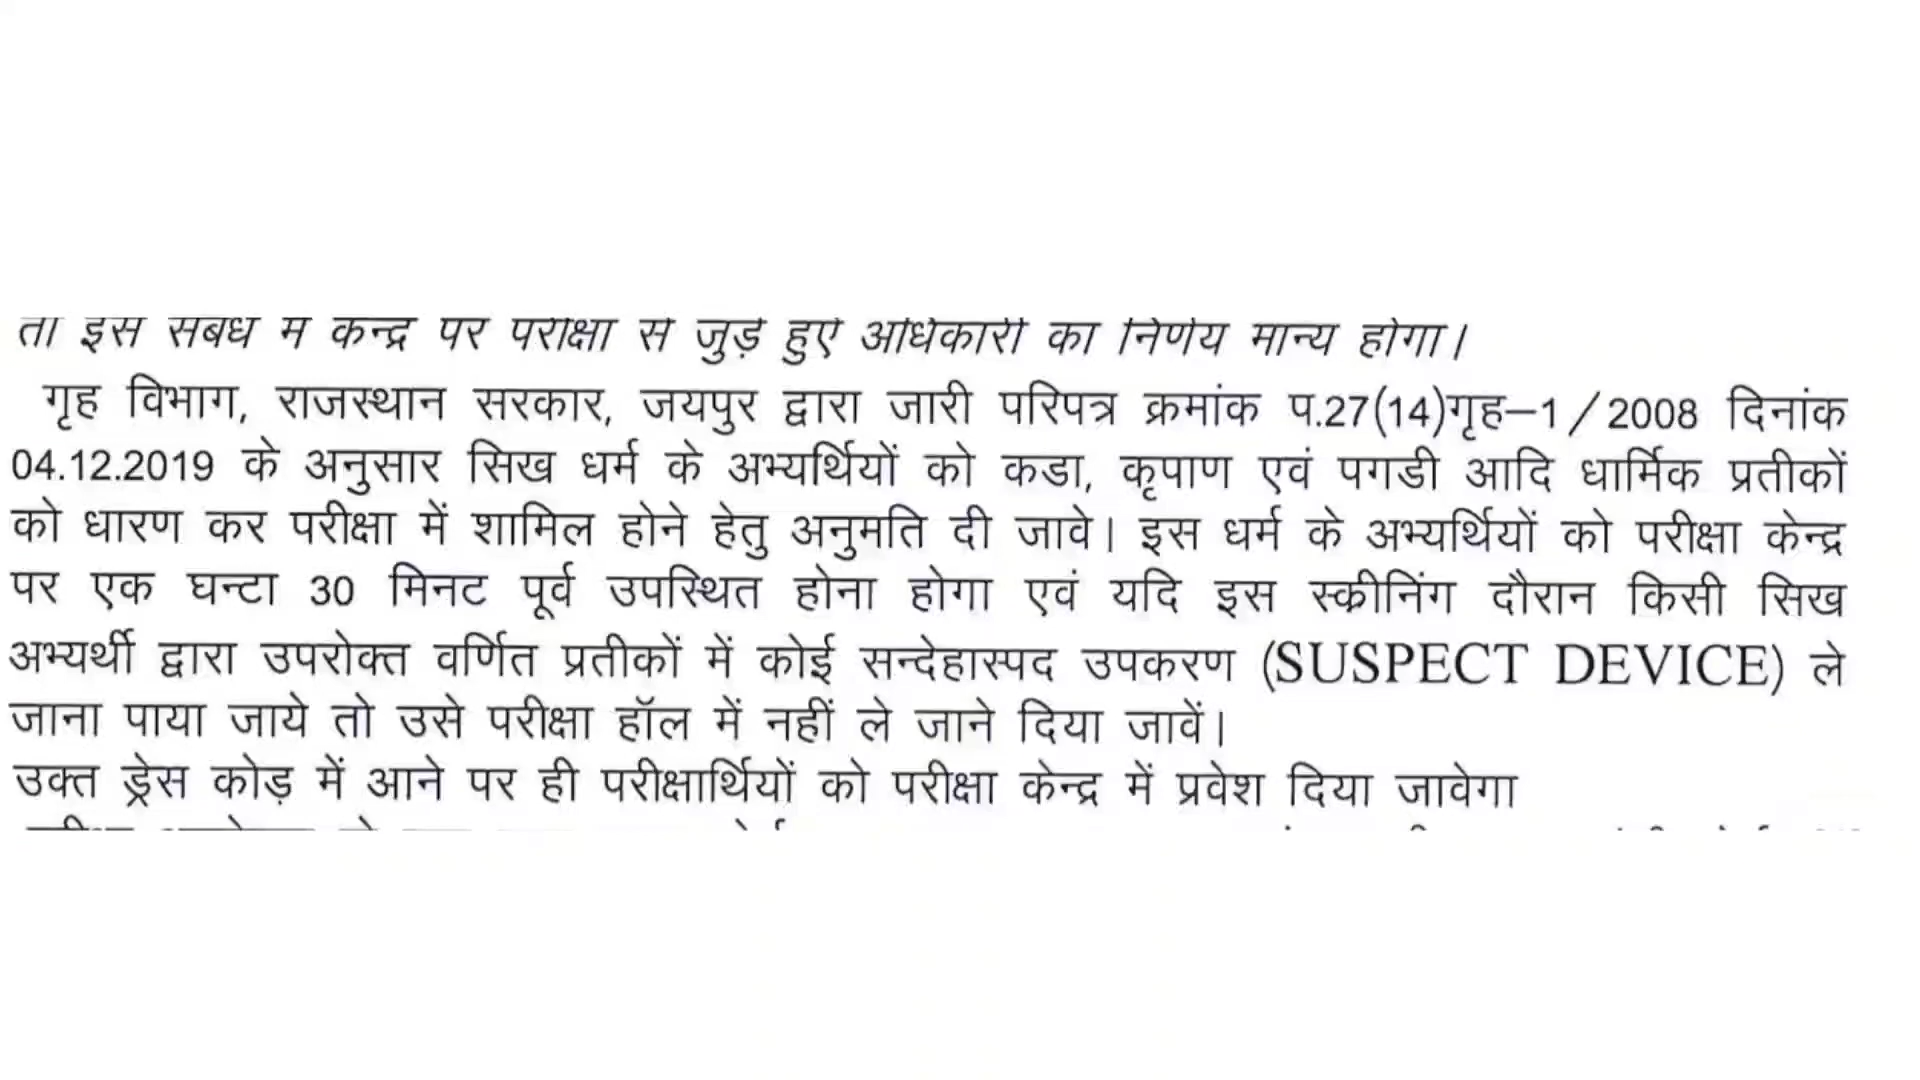 तो इस संबंध में केन्द्र पर परीक्षा से जुड़े हुए अधिकारी का निर्णय मान्य होगा।
गृह विभाग, राजस्थान सरकार, जयपुर द्वारा जारी परिपत्र क्रमांक प.27(14)गृह–1/2008 दिनांक
04.12.2019 के अनुसार सिख धर्म के अभ्यर्थियों को कडा, कृपाण एवं पगडी आदि धार्मिक प्रतीकों
को धारण कर परीक्षा में शामिल होने हेतु अनुमति दी जावे। इस धर्म के अभ्यर्थियों को परीक्षा केन्द्र
पर एक घन्टा 30 मिनट पूर्व उपस्थित होना होगा एवं यदि इस स्क्रीनिंग दौरान किसी सिख
अभ्यर्थी द्वारा उपरोक्त वर्णित प्रतीकों में कोई सन्देहास्पद उपकरण (SUSPECT DEVICE) ले
जाना पाया जाये तो उसे परीक्षा हॉल में नहीं ले जाने दिया जावें।
उक्त ड्रेस कोड़ में आने पर ही परीक्षार्थियों को परीक्षा केन्द्र में प्रवेश दिया जावेगा